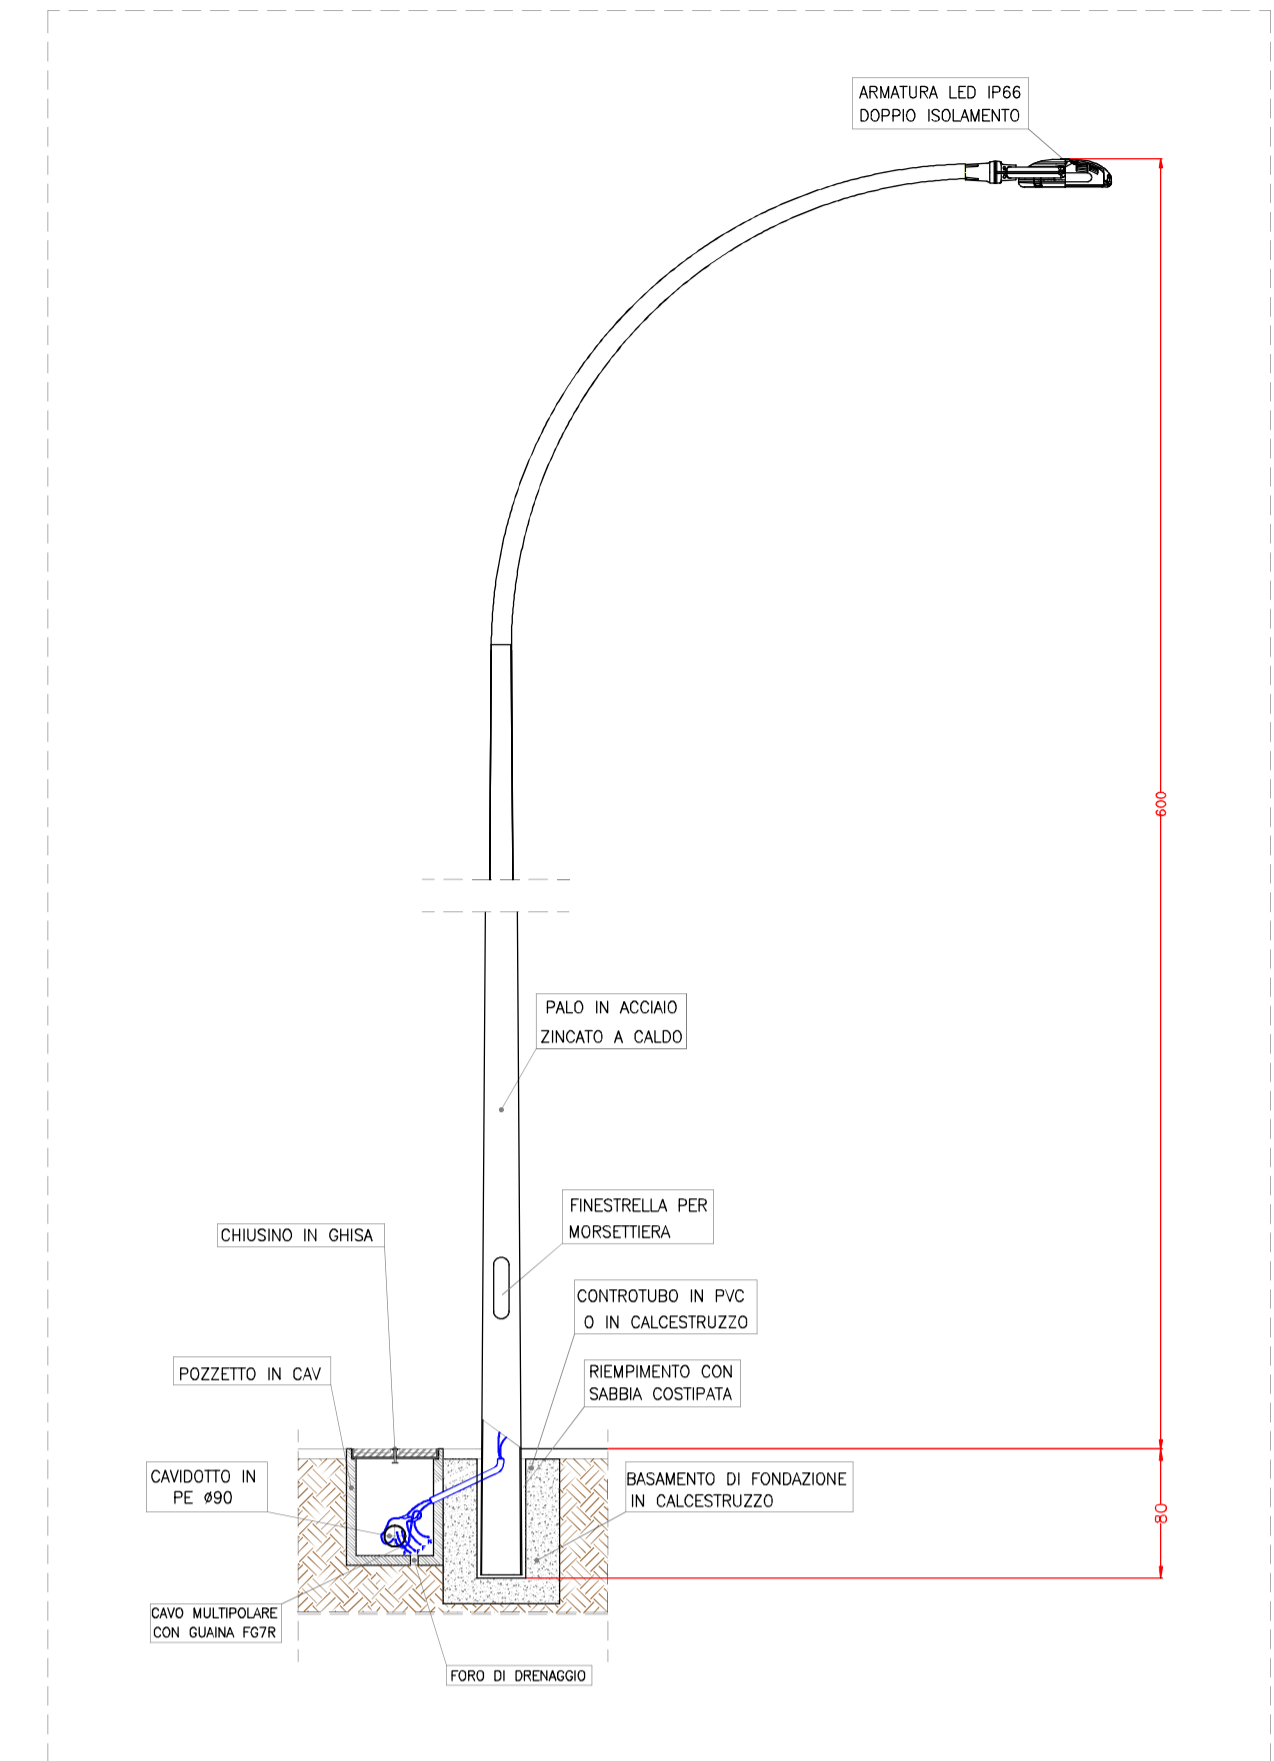 ARMATURA LED IP66
DOPPIO ISOLAMENTO
600
PALO IN ACCIAIO
ZINCATO A CALDO
FINESTRELLA PER
MORSETTIERA
CHIUSINO IN GHISA
CONTROTUBO IN PVC
O IN CALCESTRUZZO
POZZETTO IN CAV
RIEMPIMENTO CON
SABBIA COSTIPATA
CAVIDOTTO IN
PE Ø90
BASAMENTO DI FONDAZIONE
IN CALCESTRUZZO
80
CAVO MULTIPOLARE
CON GUAINA FG7R
FORO DI DRENAGGIO